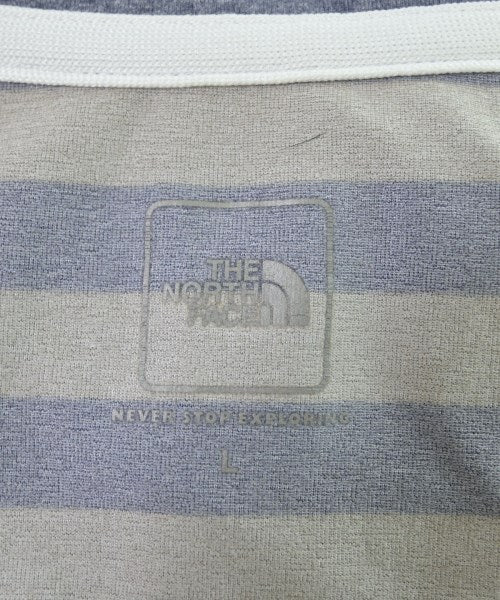 THE
NORTH
FACE
NEVER STOP EXPLORING
L